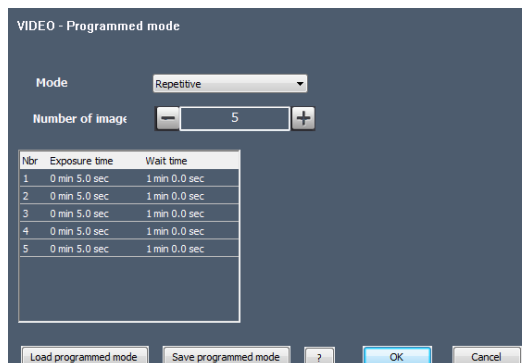 VIDEO - Programmed mode
Mode Repetitive
Number of image 5
Nbr Exposure time Wait time
1 0 min 5.0 sec 1 min 0.0 sec
2 0 min 5.0 sec 1 min 0.0 sec
3 0 min 5.0 sec 1 min 0.0 sec
4 0 min 5.0 sec 1 min 0.0 sec
5 0 min 5.0 sec 1 min 0.0 sec
Load programmed mode Save programmed mode ? OK Cancel